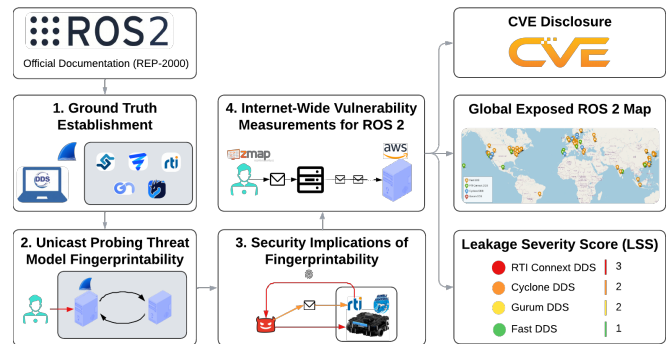 ROS2
Official Documentation (REP-2000)
1. Ground Truth
Establishment
DDS
rti
2. Unicast Probing Threat
Model Fingerprintability
4. Internet-Wide Vulnerability
Measurements for ROS 2
zmap
aws
3. Security Implications of
Fingerprintability
rti
CVE Disclosure
CVE
Global Exposed ROS 2 Map
Leakage Severity Score (LSS)
RTI Connext DDS 3
Cyclone DDS 2
Gurum DDS 2
Fast DDS 1